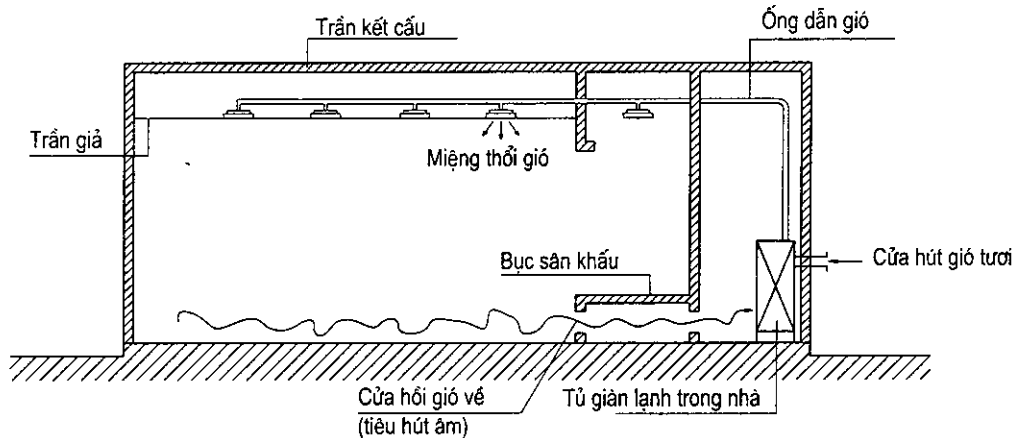 Trần kết cấu
Ống dẫn gió
Trần giả
Miệng thổi gió
Bục sân khấu
Cửa hút gió tươi
Cửa hồi gió về
(tiêu hút âm)
Tủ giàn lạnh trong nhà